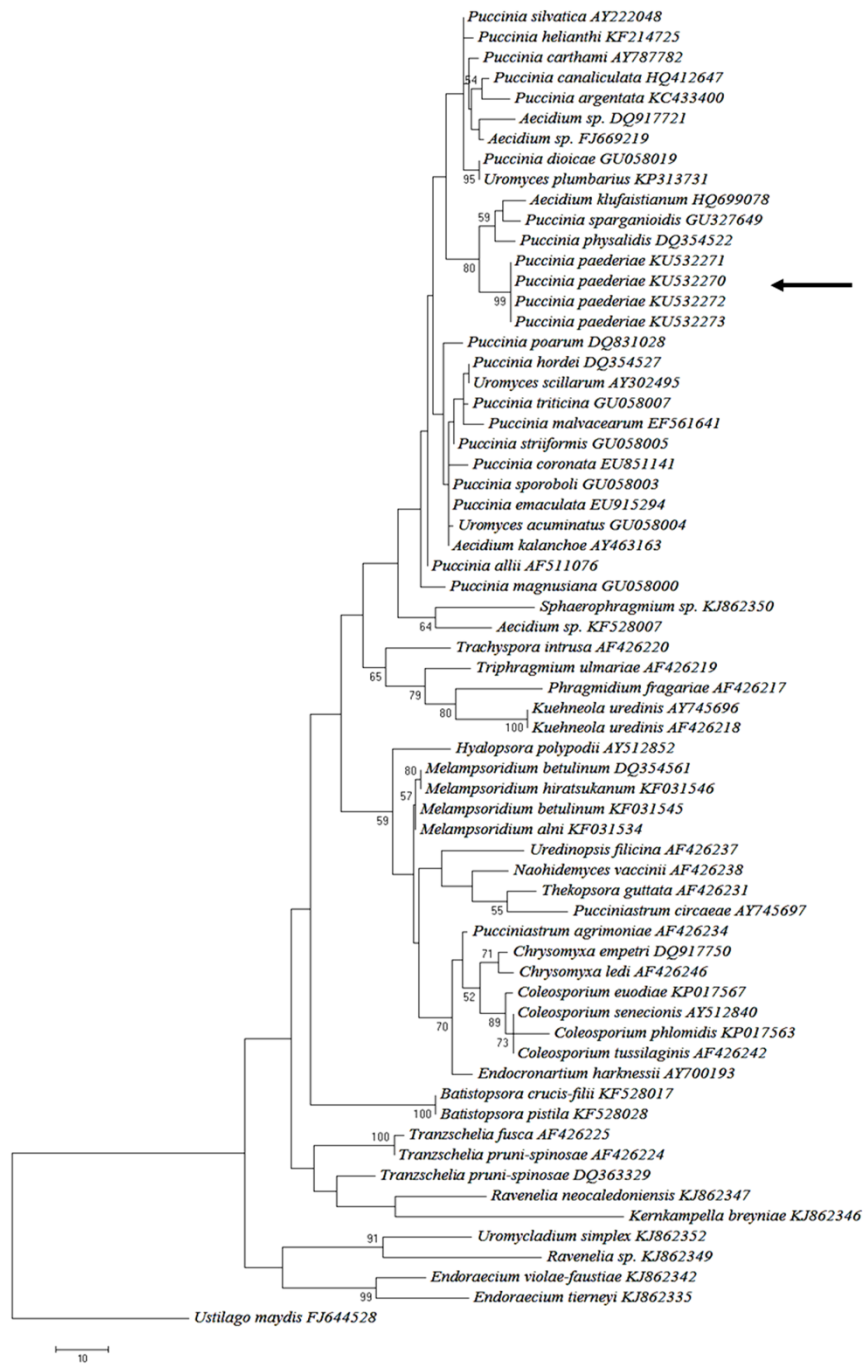 Puccinia silvatica AY222048
Puccinia helianthi KF214725
Puccinia carthami AY787782
54
Puccinia canaliculata HQ412647
Puccinia argentata KC433400
Aecidium sp. DQ917721
Aecidium sp. FJ669219
Puccinia dioicae GU058019
95
Uromyces plumbarius KP313731
Aecidium klufaistianum HQ699078
59
Puccinia sparganioidis GU327649
Puccinia physalidis DQ354522
80
Puccinia paederiae KU532271
Puccinia paederiae KU532270
99
Puccinia paederiae KU532272
Puccinia paederiae KU532273
Puccinia poarum DQ831028
Puccinia hordei DQ354527
Uromyces scillarum AY302495
Puccinia triticina GU058007
Puccinia malvacearum EF561641
Puccinia striiformis GU058005
Puccinia coronata EU851141
Puccinia sporoboli GU058003
Puccinia emaculata EU915294
Uromyces acuminatus GU058004
Aecidium kalanchoe AY463163
Puccinia allii AF511076
Puccinia magnusiana GU058000
Sphaerophragmium sp. KJ862350
64
Aecidium sp. KF528007
Trachyspora intrusa AF426220
65
Triphragmium ulmariae AF426219
79
Phragmidium fragariae AF426217
80
Kuehneola uredinis AY745696
100
Kuehneola uredinis AF426218
Hyalopsora polypodii AY512852
80
Melampsoridium betulinum DQ354561
57
Melampsoridium hiratsukanum KF031546
59
Melampsoridium betulinum KF031545
Melampsoridium alni KF031534
Uredinopsis filicina AF426237
Naohidemyces vaccinii AF426238
Thekopsora guttata AF426231
55
Pucciniastrum circaeae AY745697
Pucciniastrum agrimoniae AF426234
71
Chrysomyxa empetri DQ917750
Chrysomyxa ledi AF426246
52
Coleosporium euodiae KP017567
89
Coleosporium senecionis AY512840
70
73
Coleosporium phlomidis KP017563
Coleosporium tussilaginis AF426242
Endocronartium harknessii AY700193
Batistopsora crucis-filii KF528017
100
Batistopsora pistila KF528028
100
Tranzschelia fusca AF426225
Tranzschelia pruni-spinosae AF426224
Tranzschelia pruni-spinosae DQ363329
Ravenelia neocaledoniensis KJ862347
Kernkampella breyniae KJ862346
91
Uromycladium simplex KJ862352
Ravenelia sp. KJ862349
Endoraecium violae-faustiae KJ862342
99
Endoraecium tierneyi KJ862335
Ustilago maydis FJ644528
10